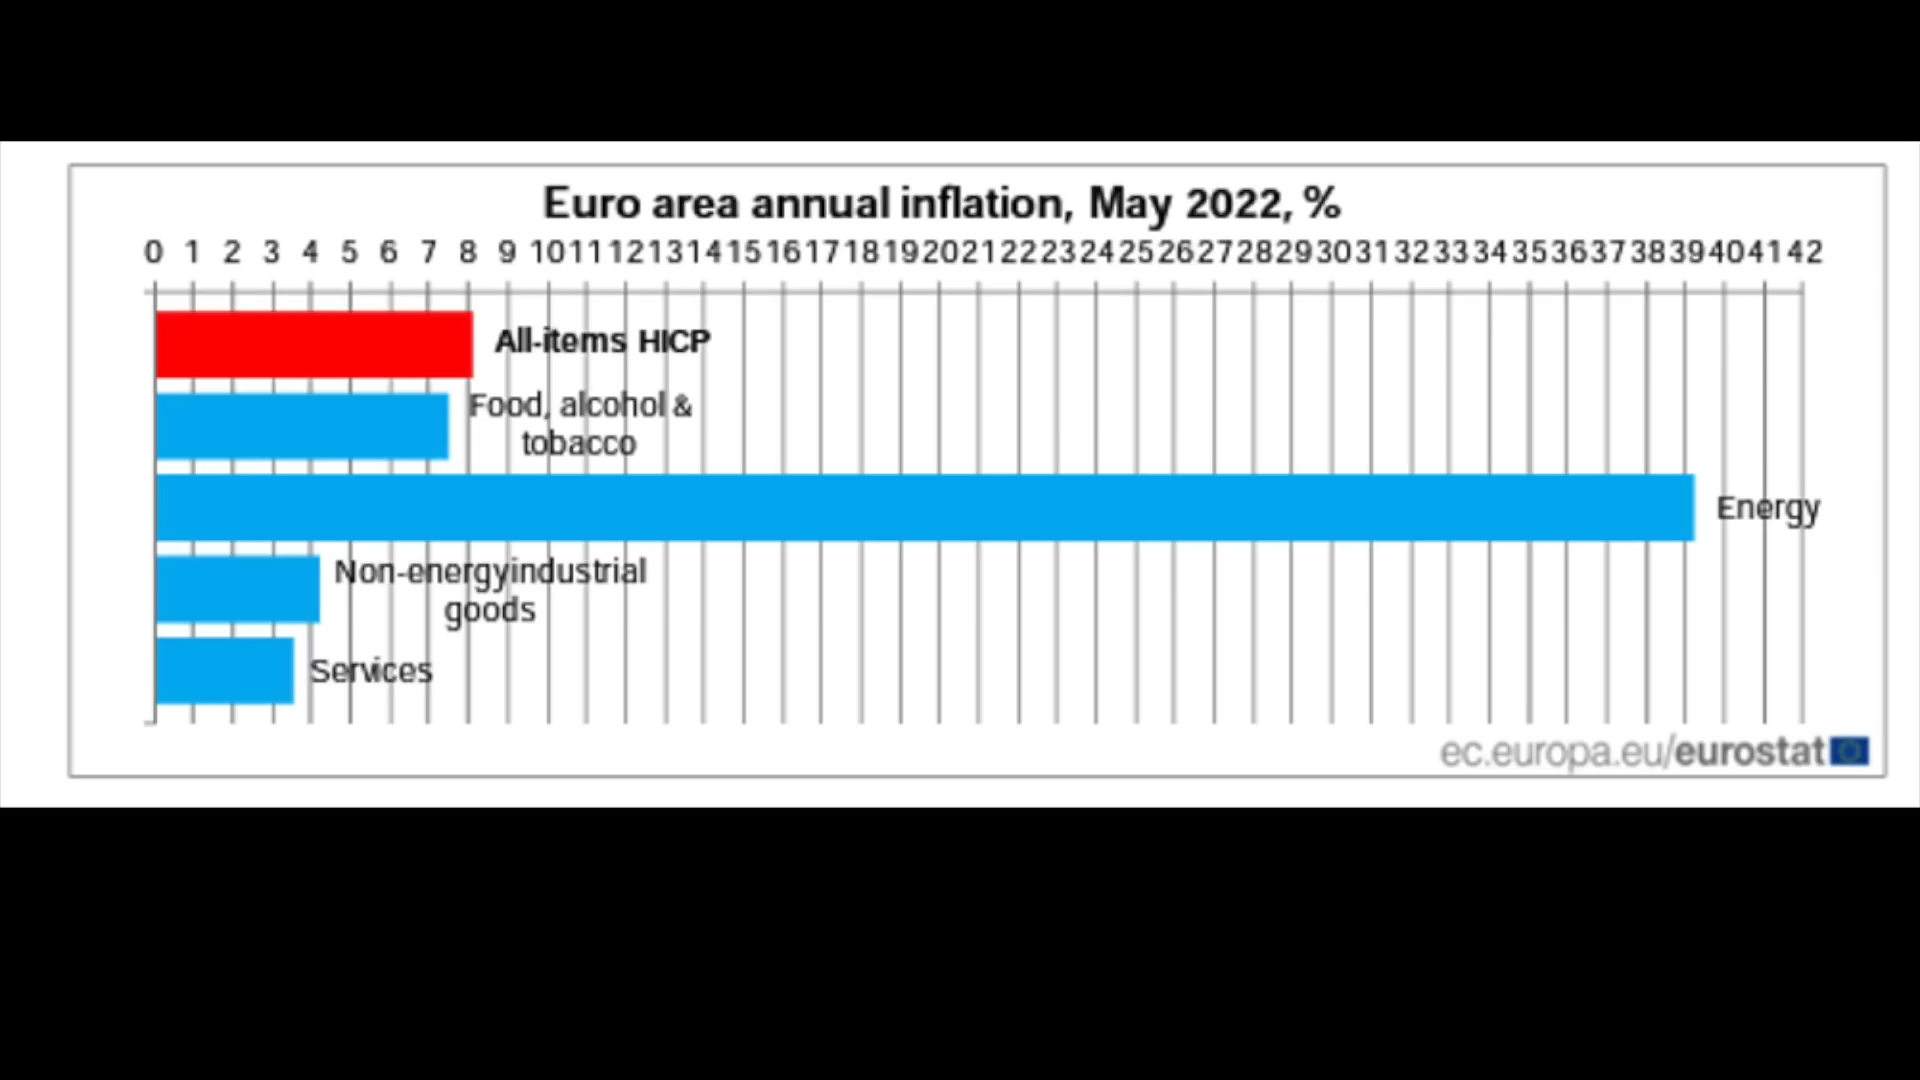 Euro area annual inflation, May 2022, %
0 1 2 3 4 5 6 7 8 9 10 11 12 13 14 15 16 17 18 19 20 21 22 23 24 25 26 27 28 29 30 31 32 33 34 35 36 37 38 39 40 41 42
All-items HICP
Food, alcohol &
tobacco
Energy
Non-energyindustrial
goods
Services
ec.europa.eu/eurostat